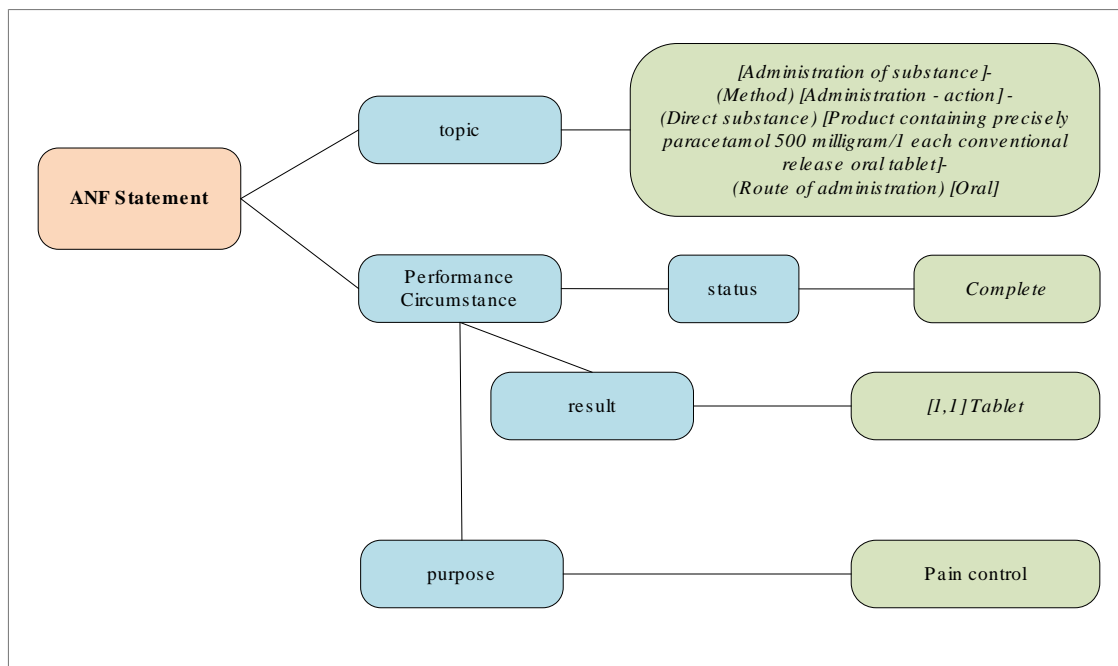 [Administration of substance]-
(Method) [Administration - action] -
(Direct substance) [Product containing precisely
paracetamol 500 milligram/1 each conventional
release oral tablet]-
(Route of administration) [Oral]
topic
ANF Statement
Performance
Circumstance
status
Complete
result
[1,1] Tablet
purpose
Pain control